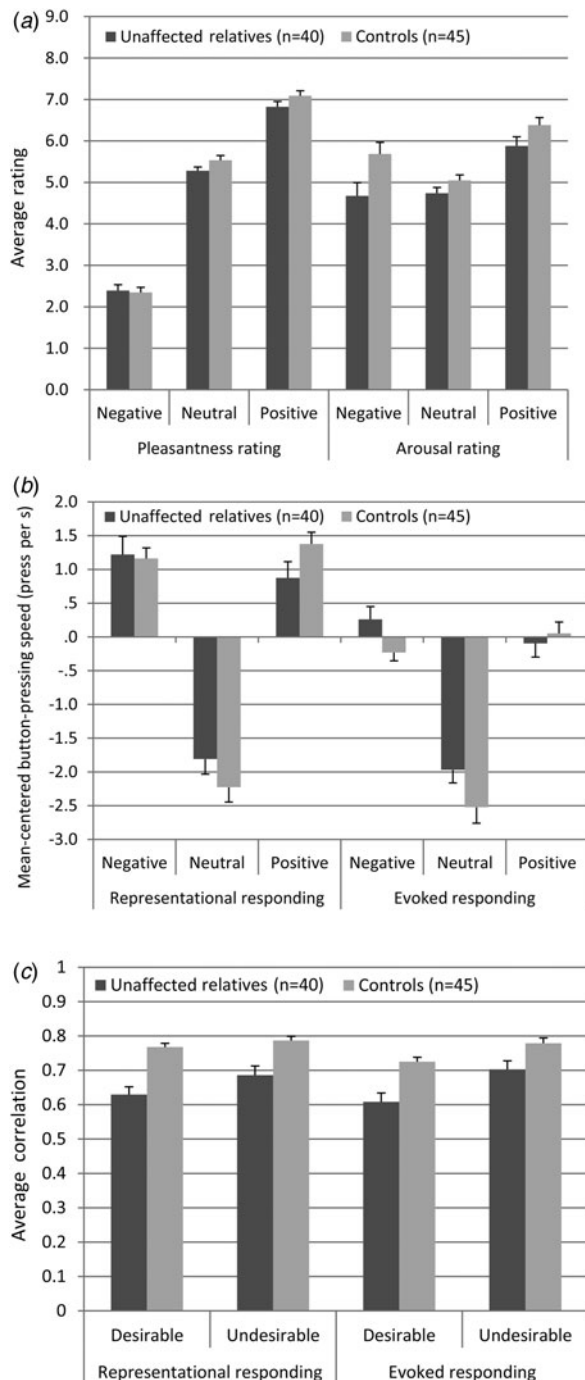 (a)
9.0
Unaffected relatives (n=40) Controls (n=45)
8.0
7.0
6.0
5.0
4.0
3.0
2.0
1.0
0.0
Average rating
Negative Neutral Positive Negative Neutral Positive
Pleasantness rating Arousal rating
(b)
2.0
Unaffected relatives (n=40) Controls (n=45)
1.5
1.0
.5
.0
-.5
-1.0
-1.5
-2.0
-2.5
-3.0
Mean-centered button-pressing speed (press per s)
Negative Neutral Positive Negative Neutral Positive
Representational responding Evoked responding
(c)
1
Unaffected relatives (n=40) Controls (n=45)
0.9
0.8
0.7
0.6
0.5
0.4
0.3
0.2
0.1
0
Average correlation
Desirable Undesirable Desirable Undesirable
Representational responding Evoked responding